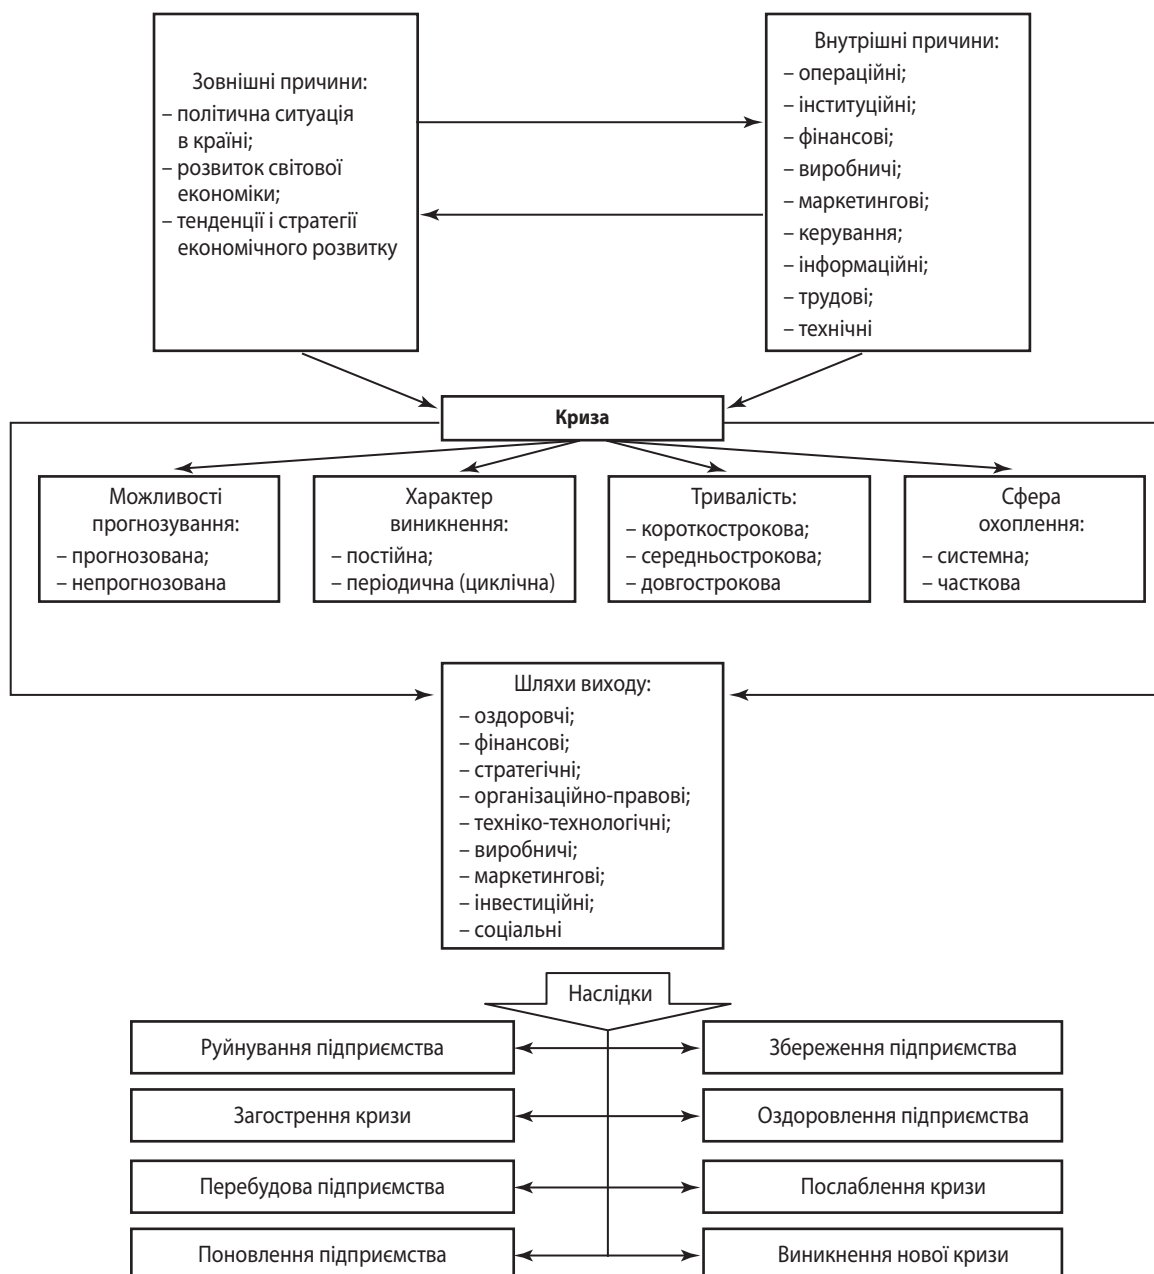 Зовнішні причини:
– політична ситуація
в країні;
– розвиток світової
економіки;
– тенденції і стратегії
економічного розвитку
Внутрішні причини:
– операційні;
– інституційні;
– фінансові;
– виробничі;
– маркетингові;
– керування;
– інформаційні;
– трудові;
– технічні
Криза
Можливості
прогнозування:
– прогнозована;
– непрогнозована
Характер
виникнення:
– постійна;
– періодична (циклічна)
Тривалість:
– короткострокова;
– середньострокова;
– довгострокова
Сфера
охоплення:
– системна;
– часткова
Шляхи виходу:
– оздоровчі;
– фінансові;
– стратегічні;
– організаційно-правові;
– техніко-технологічні;
– виробничі;
– маркетингові;
– інвестиційні;
– соціальні
Наслідки
Руйнування підприємства
Збереження підприємства
Загострення кризи
Оздоровлення підприємства
Перебудова підприємства
Послаблення кризи
Поновлення підприємства
Виникнення нової кризи